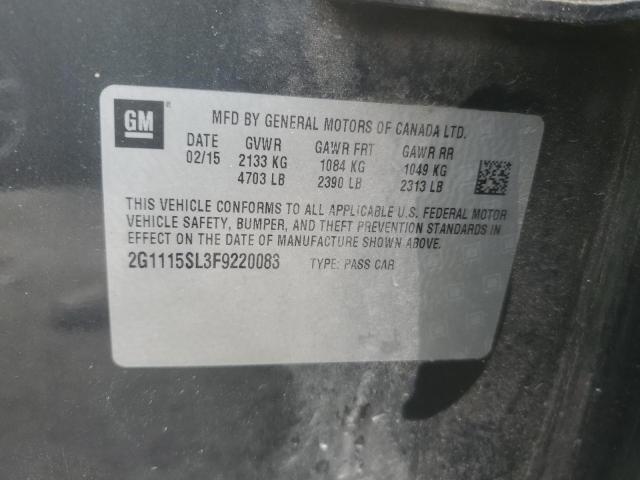 GM ® MFD BY GENERAL MOTORS OF CANADA LTD.
DATE GVWR GAWR FRT GAWR RR
02/15 2133 KG 1084 KG 1049 KG
4703 LB 2390 LB 2313 LB
THIS VEHICLE CONFORMS TO ALL APPLICABLE U.S. FEDERAL MOTOR
VEHICLE SAFETY, BUMPER, AND THEFT PREVENTION STANDARDS IN
EFFECT ON THE DATE OF MANUFACTURE SHOWN ABOVE.
2G1115SL3F9220083 TYPE: PASS CAR